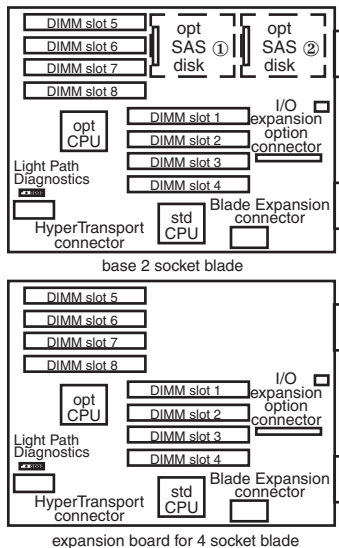 DIMM slot 5
DIMM slot 6
DIMM slot 7
DIMM slot 8
opt
SAS ①
disk
opt
SAS ②
disk
opt
CPU
DIMM slot 1
DIMM slot 2
DIMM slot 3
DIMM slot 4
I/O
expansion
option
connector
Light Path
Diagnostics
HyperTransport
connector
std
CPU
Blade Expansion
connector
base 2 socket blade
DIMM slot 5
DIMM slot 6
DIMM slot 7
DIMM slot 8
opt
CPU
DIMM slot 1
DIMM slot 2
DIMM slot 3
DIMM slot 4
I/O
expansion
option
connector
Light Path
Diagnostics
HyperTransport
connector
std
CPU
Blade Expansion
connector
expansion board for 4 socket blade